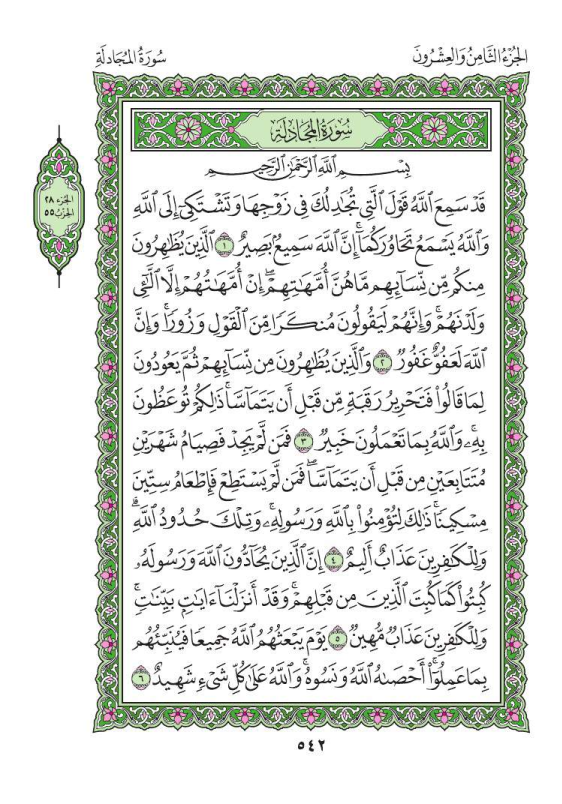 الجُزْءُ الثَّامِنُ وَالعِشْرُونَ
سُورَةُ المُجَادلَةِ
سُورَةُ المُجَادلَةِ
بِسْمِ ٱللَّهِ ٱلرَّحْمَٰنِ ٱلرَّحِيمِ
الجزء ٢٨
الحزب ٥٥
قَدْ سَمِعَ ٱللَّهُ قَوْلَ ٱلَّتِى تُجَٰدِلُكَ فِى زَوْجِهَا وَتَشْتَكِىٓ إِلَى ٱللَّهِ
وَٱللَّهُ يَسْمَعُ تَحَاوُرَكُمَآ إِنَّ ٱللَّهَ سَمِيعٌۢ بَصِيرٌ ١ ٱلَّذِينَ يُظَٰهِرُونَ
مِنكُم مِّن نِّسَآئِهِم مَّا هُنَّ أُمَّهَٰتِهِمْ ۖ إِنْ أُمَّهَٰتُهُمْ إِلَّا ٱلَّٰٓـِٔى
وَلَدْنَهُمْ ۚ وَإِنَّهُمْ لَيَقُولُونَ مُنكَرًا مِّنَ ٱلْقَوْلِ وَزُورًا ۚ وَإِنَّ
ٱللَّهَ لَعَفُوٌّ غَفُورٌ ٢ وَٱلَّذِينَ يُظَٰهِرُونَ مِن نِّسَآئِهِمْ ثُمَّ يَعُودُونَ
لِمَا قَالُوا۟ فَتَحْرِيرُ رَقَبَةٍ مِّن قَبْلِ أَن يَتَمَآسَّا ۚ ذَٰلِكُمْ تُوعَظُونَ
بِهِۦ ۚ وَٱللَّهُ بِمَا تَعْمَلُونَ خَبِيرٌ ٣ فَمَن لَّمْ يَجِدْ فَصِيَامُ شَهْرَيْنِ
مُتَتَابِعَيْنِ مِن قَبْلِ أَن يَتَمَآسَّا ۖ فَمَن لَّمْ يَسْتَطِعْ فَإِطْعَامُ سِتِّينَ
مِسْكِينًا ۚ ذَٰلِكَ لِتُؤْمِنُوا۟ بِٱللَّهِ وَرَسُولِهِۦ ۚ وَتِلْكَ حُدُودُ ٱللَّهِ ۗ
وَلِلْكَٰفِرِينَ عَذَابٌ أَلِيمٌ ٤ إِنَّ ٱلَّذِينَ يُحَآدُّونَ ٱللَّهَ وَرَسُولَهُۥ
كُبِتُوا۟ كَمَا كُبِتَ ٱلَّذِينَ مِن قَبْلِهِمْ ۚ وَقَدْ أَنزَلْنَآ ءَايَٰتٍۭ بَيِّنَٰتٍ ۚ
وَلِلْكَٰفِرِينَ عَذَابٌ مُّهِينٌ ٥ يَوْمَ يَبْعَثُهُمُ ٱللَّهُ جَمِيعًا فَيُنَبِّئُهُم
بِمَا عَمِلُوٓا۟ ۚ أَحْصَىٰهُ ٱللَّهُ وَنَسُوهُ ۚ وَٱللَّهُ عَلَىٰ كُلِّ شَىْءٍ شَهِيدٌ ٦
٥٤٢